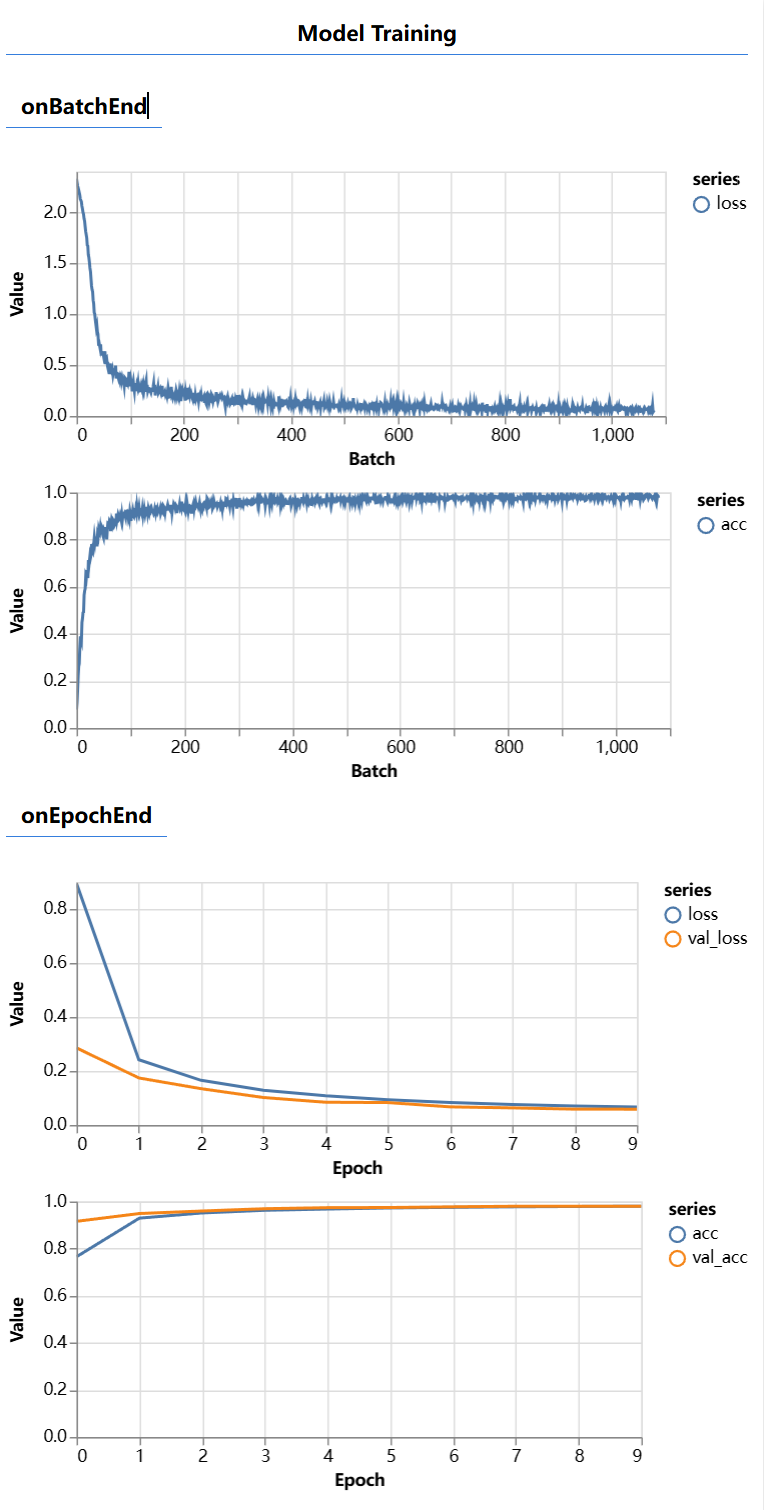 Model Training
onBatchEnd
series
loss
Value
2.0
1.5
1.0
0.5
0.0
0 200 400 600 800 1,000
Batch
series
acc
Value
1.0
0.8
0.6
0.4
0.2
0.0
0 200 400 600 800 1,000
Batch
onEpochEnd
series
loss
val_loss
Value
0.8
0.6
0.4
0.2
0.0
0 1 2 3 4 5 6 7 8 9
Epoch
series
acc
val_acc
Value
1.0
0.8
0.6
0.4
0.2
0.0
0 1 2 3 4 5 6 7 8 9
Epoch